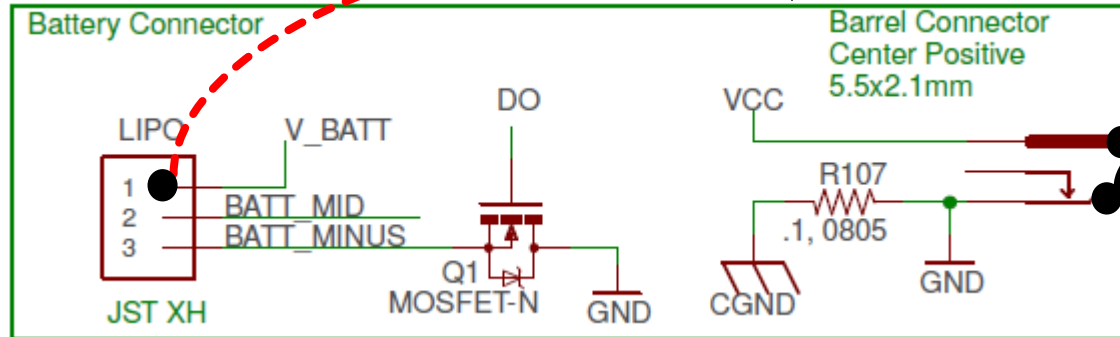 Battery Connector
Barrel Connector
Center Positive
5.5x2.1mm
DO
VCC
LIPO
V_BATT
1
2
3
BATT_MID
BATT_MINUS
R107
.1, 0805
Q1
MOSFET-N
GND
CGND
GND
JST XH